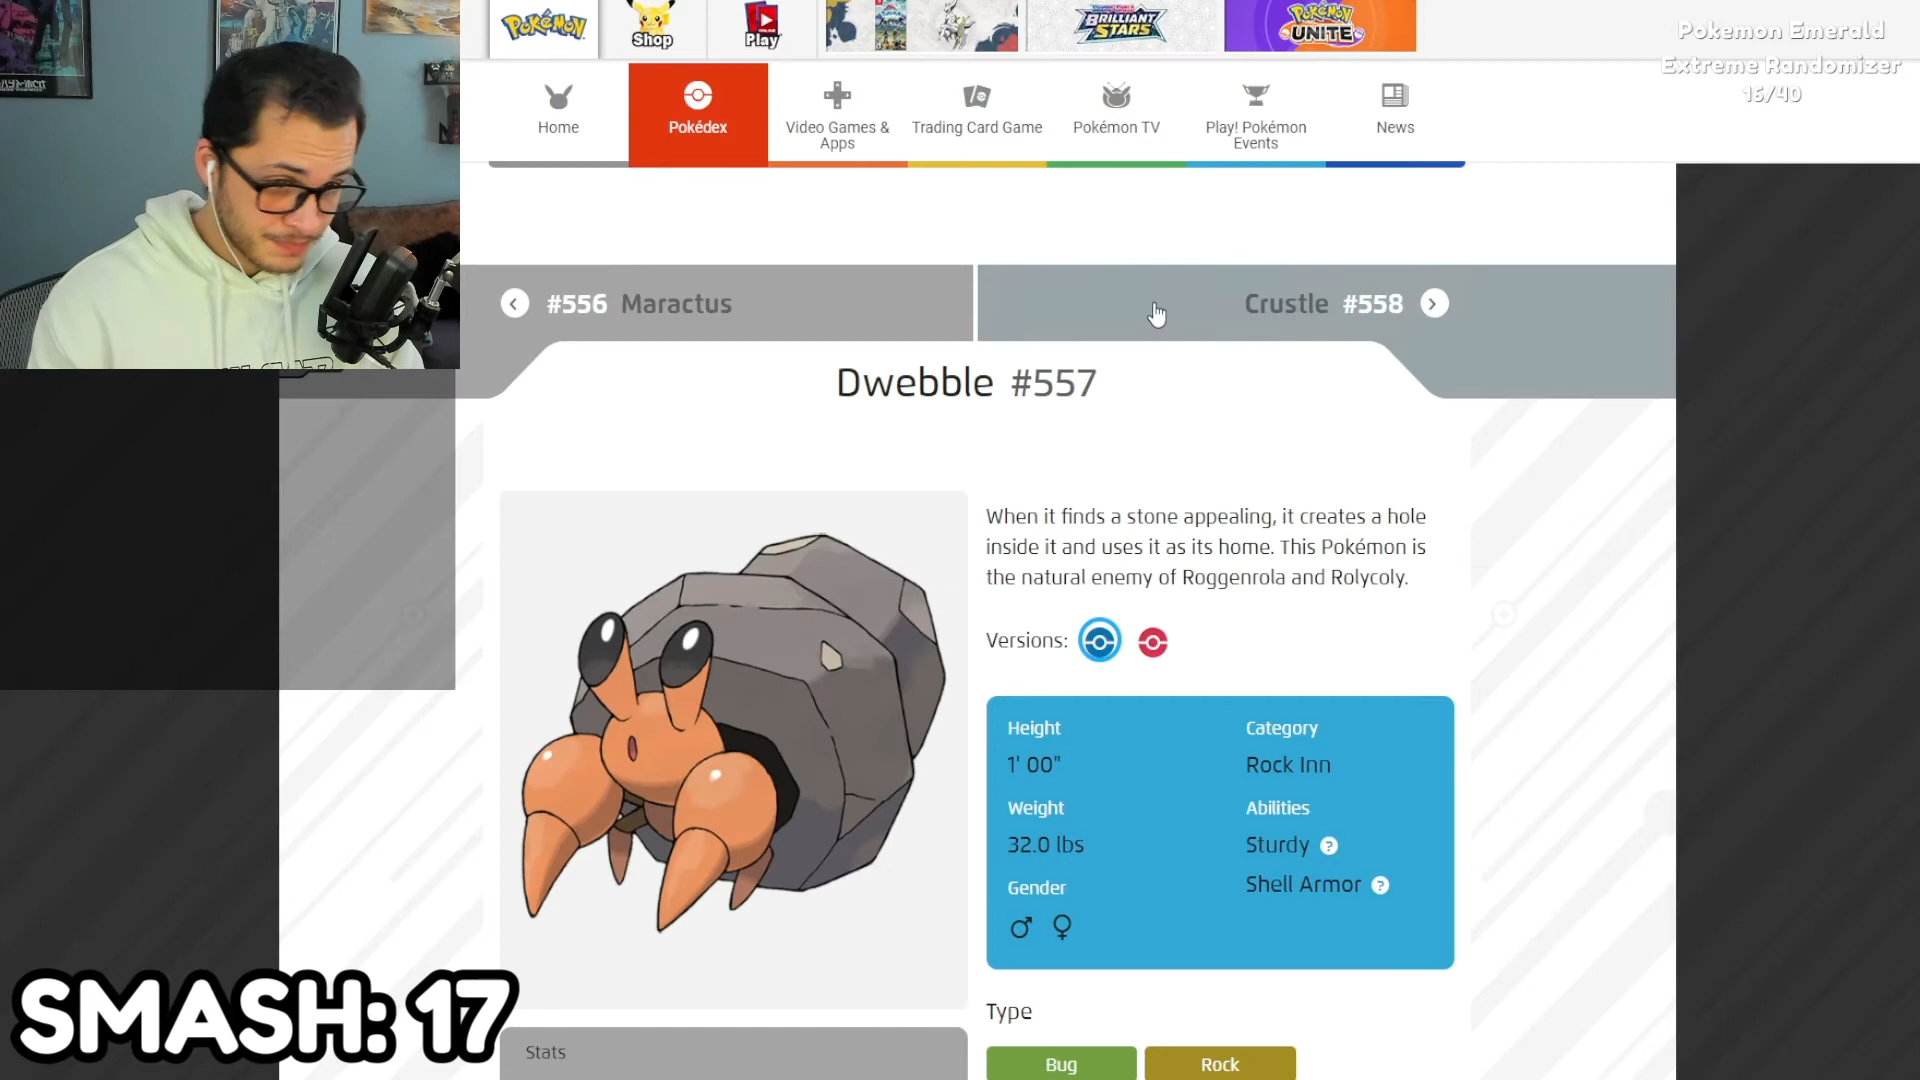 Pokémon
Shop
Play
POKÉMON
BRILLIANT
STARS
POKÉMON
UNITE
Pokemon Emerald
Extreme Randomizer
16/40
Home
Pokédex
Video Games &
Apps
Trading Card Game
Pokémon TV
Play! Pokémon
Events
News
#556 Maractus
Crustle #558
Dwebble #557
When it finds a stone appealing, it creates a hole
inside it and uses it as its home. This Pokémon is
the natural enemy of Roggenrola and Rolycoly.
Versions:
Height
1' 00"
Weight
32.0 lbs
Gender
Category
Rock Inn
Abilities
Sturdy ?
Shell Armor ?
Type
Bug
Rock
Stats
SMASH: 17